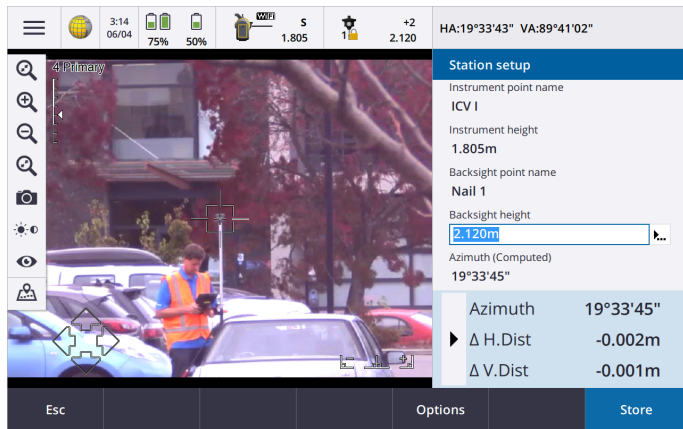 3:14
06/04
75%
50%
WiFi
S
1.805
1
+2
2.120
HA:19°33'43" VA:89°41'02"
4 Primary
Station setup
Instrument point name
ICV I
Instrument height
1.805m
Backsight point name
Nail 1
Backsight height
2.120m
Azimuth (Computed)
19°33'45"
Azimuth 19°33'45"
Δ H.Dist -0.002m
Δ V.Dist -0.001m
Esc
Options
Store